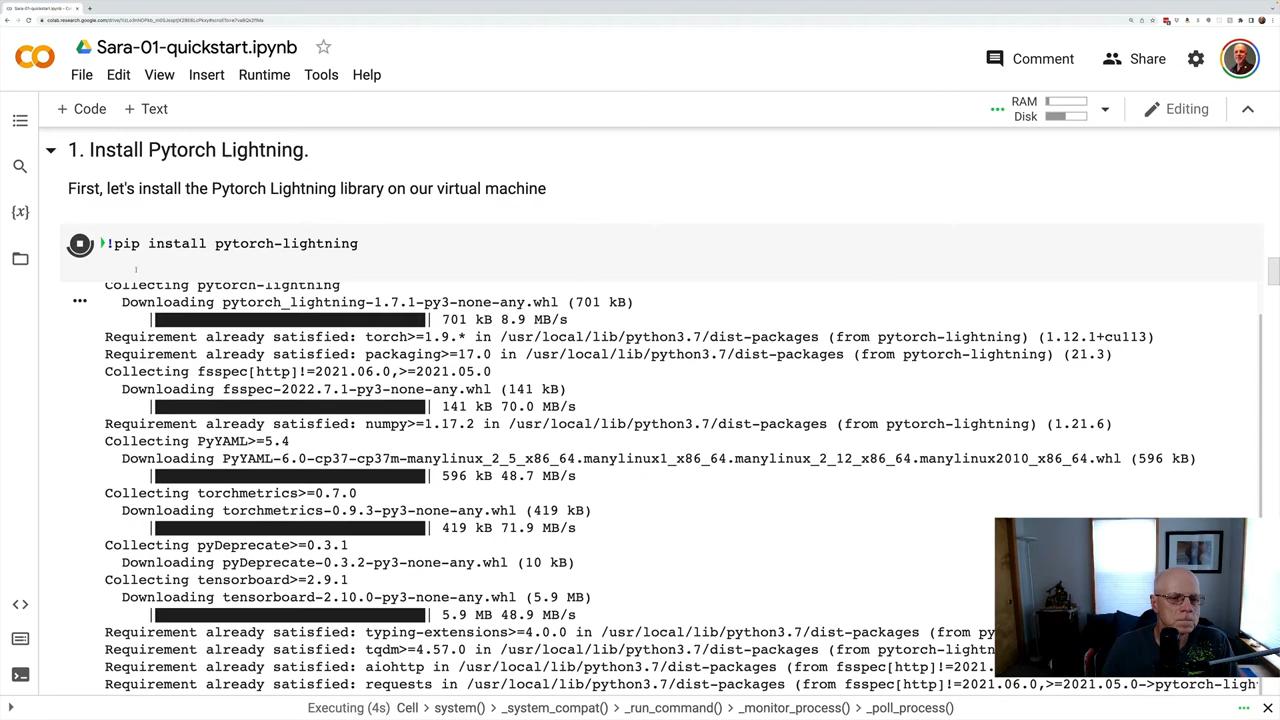 Sara-01-quickstart.ipynb
File Edit View Insert Runtime Tools Help
Comment
Share
+ Code + Text
RAM
Disk
Editing
1. Install Pytorch Lightning.
First, let's install the Pytorch Lightning library on our virtual machine
!pip install pytorch-lightning
Collecting pytorch-lightning
Downloading pytorch_lightning-1.7.1-py3-none-any.whl (701 kB)
|████████████████████████████████| 701 kB 8.9 MB/s
Requirement already satisfied: torch>=1.9.* in /usr/local/lib/python3.7/dist-packages (from pytorch-lightning) (1.12.1+cu113)
Requirement already satisfied: packaging>=17.0 in /usr/local/lib/python3.7/dist-packages (from pytorch-lightning) (21.3)
Collecting fsspec[http]!=2021.06.0,>=2021.05.0
Downloading fsspec-2022.7.1-py3-none-any.whl (141 kB)
|████████████████████████████████| 141 kB 70.0 MB/s
Requirement already satisfied: numpy>=1.17.2 in /usr/local/lib/python3.7/dist-packages (from pytorch-lightning) (1.21.6)
Collecting PyYAML>=5.4
Downloading PyYAML-6.0-cp37-cp37m-manylinux_2_5_x86_64.manylinux1_x86_64.manylinux_2_12_x86_64.manylinux2010_x86_64.whl (596 kB)
|████████████████████████████████| 596 kB 48.7 MB/s
Collecting torchmetrics>=0.7.0
Downloading torchmetrics-0.9.3-py3-none-any.whl (419 kB)
|████████████████████████████████| 419 kB 71.9 MB/s
Collecting pyDeprecate>=0.3.1
Downloading pyDeprecate-0.3.2-py3-none-any.whl (10 kB)
Collecting tensorboard>=2.9.1
Downloading tensorboard-2.10.0-py3-none-any.whl (5.9 MB)
|████████████████████████████████| 5.9 MB 48.9 MB/s
Requirement already satisfied: typing-extensions>=4.0.0 in /usr/local/lib/python3.7/dist-packages (from py
Requirement already satisfied: tqdm>=4.57.0 in /usr/local/lib/python3.7/dist-packages (from pytorch-lightn
Requirement already satisfied: aiohttp in /usr/local/lib/python3.7/dist-packages (from fsspec[http]!=2021.
Requirement already satisfied: requests in /usr/local/lib/python3.7/dist-packages (from fsspec[http]!=2021.06.0,>=2021.05.0->pytorch-ligh
Executing (4s) Cell > system() > _system_compat() > _run_command() > _monitor_process() > _poll_process()